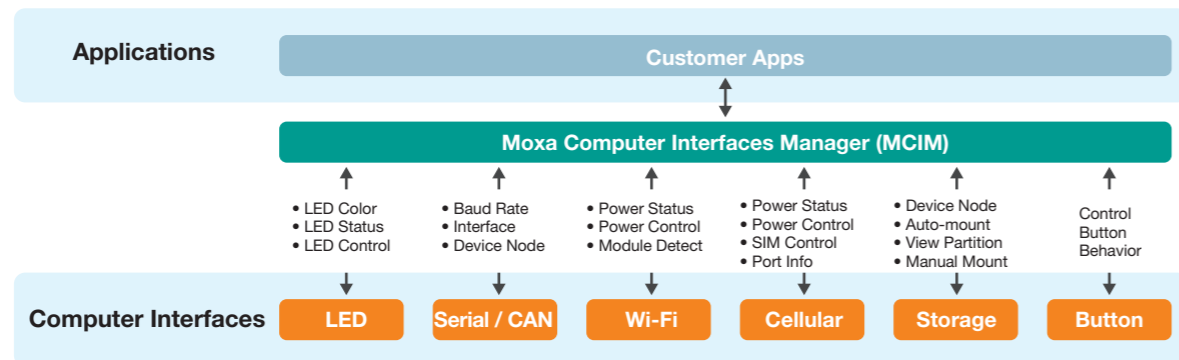 Applications
Customer Apps
Moxa Computer Interfaces Manager (MCIM)
• LED Color
• LED Status
• LED Control
• Baud Rate
• Interface
• Device Node
• Power Status
• Power Control
• Module Detect
• Power Status
• Power Control
• SIM Control
• Port Info
• Device Node
• Auto-mount
• View Partition
• Manual Mount
Control
Button
Behavior
Computer Interfaces
LED
Serial / CAN
Wi-Fi
Cellular
Storage
Button